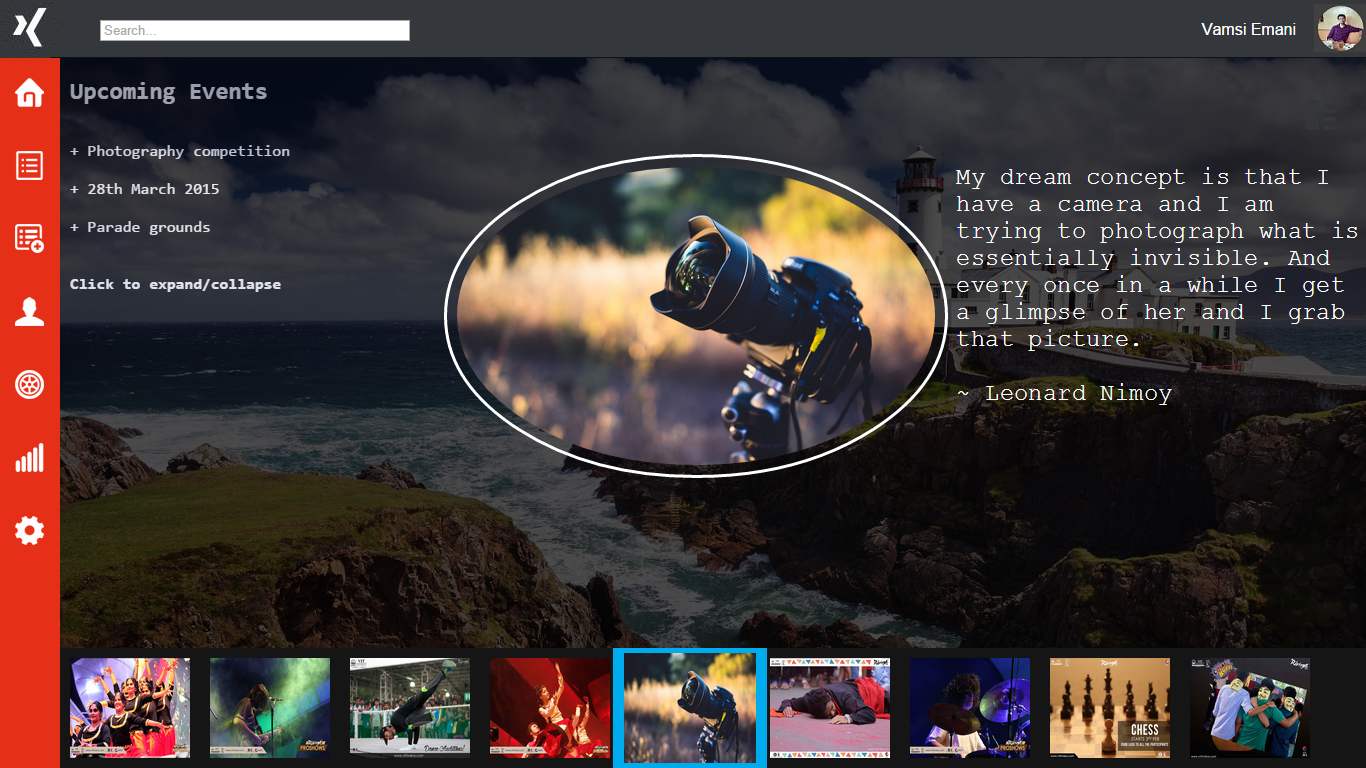 Search...
Vamsi Emani
Upcoming Events
+ Photography competition
+ 28th March 2015
+ Parade grounds
Click to expand/collapse
My dream concept is that I
have a camera and I am
trying to photograph what is
essentially invisible. And
every once in a while I get
a glimpse of her and I grab
that picture.
~ Leonard Nimoy
PROSHOWS
PROSHOWS
CHESS